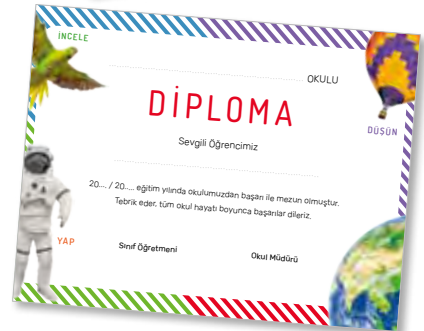 İNCELE
OKULU
DİPLOMA
DÜŞÜN
Sevgili Öğrencimiz
20..... / 20..... eğitim yılında okulumuzdan başarı ile mezun olmuştur.
Tebrik eder, tüm okul hayatı boyunca başarılar dileriz.
YAP
Sınıf Öğretmeni
Okul Müdürü